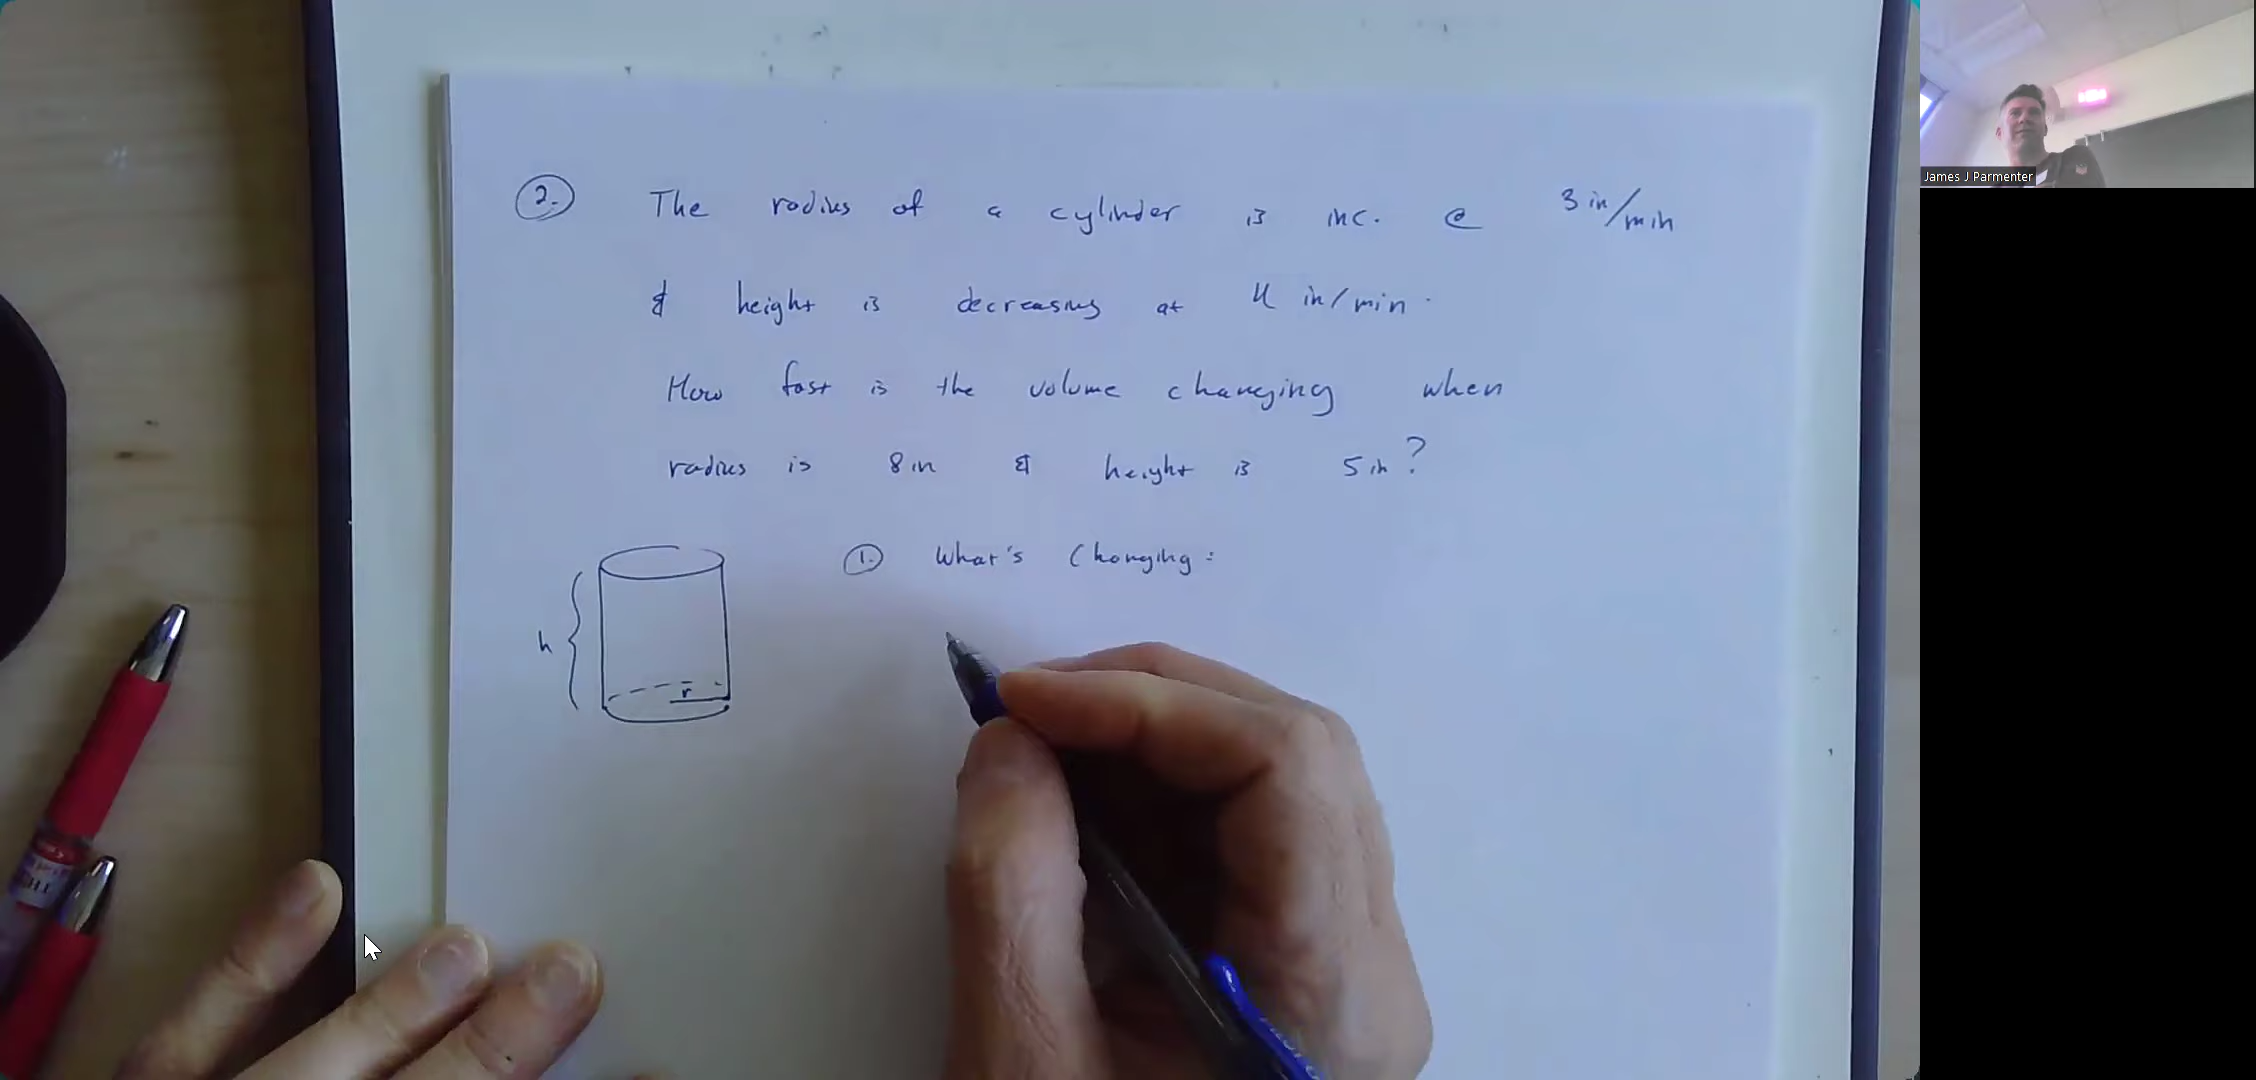 2. The radius of a cylinder is inc. @ 3 in/min
& height is decreasing at 4 in/min.
How fast is the volume changing when
radius is 8 in & height is 5 in?
1. What's Changing:
h
r
James J Parmenter